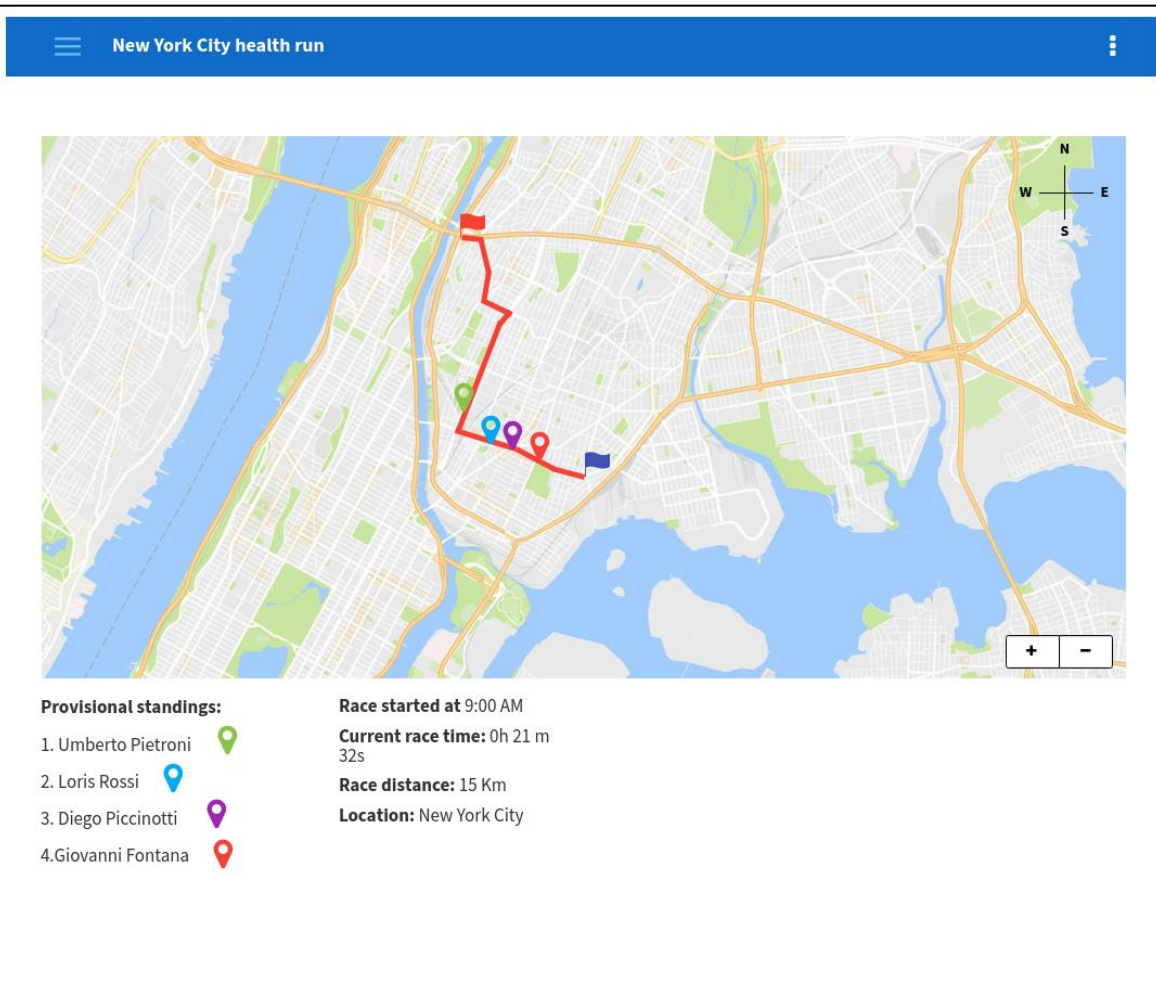 New York City health run
N
W E
S
+ −
Provisional standings:
1. Umberto Pietroni
2. Loris Rossi
3. Diego Piccinotti
4.Giovanni Fontana
Race started at 9:00 AM
Current race time: 0h 21 m
32s
Race distance: 15 Km
Location: New York City